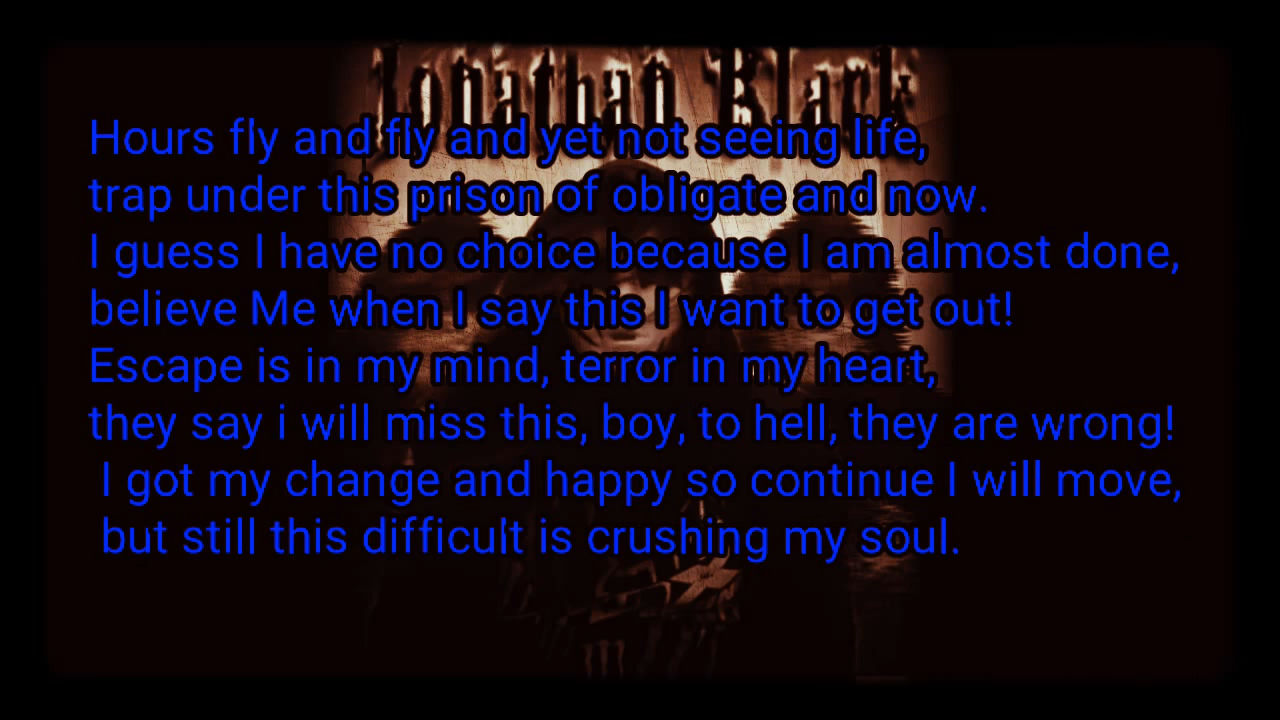 Jonathan Blark
Hours fly and fly and yet not seeing life,
trap under this prison of obligate and now.
I guess I have no choice because I am almost done,
believe Me when I say this I want to get out!
Escape is in my mind, terror in my heart,
they say i will miss this, boy, to hell, they are wrong!
I got my change and happy so continue I will move,
but still this difficult is crushing my soul.